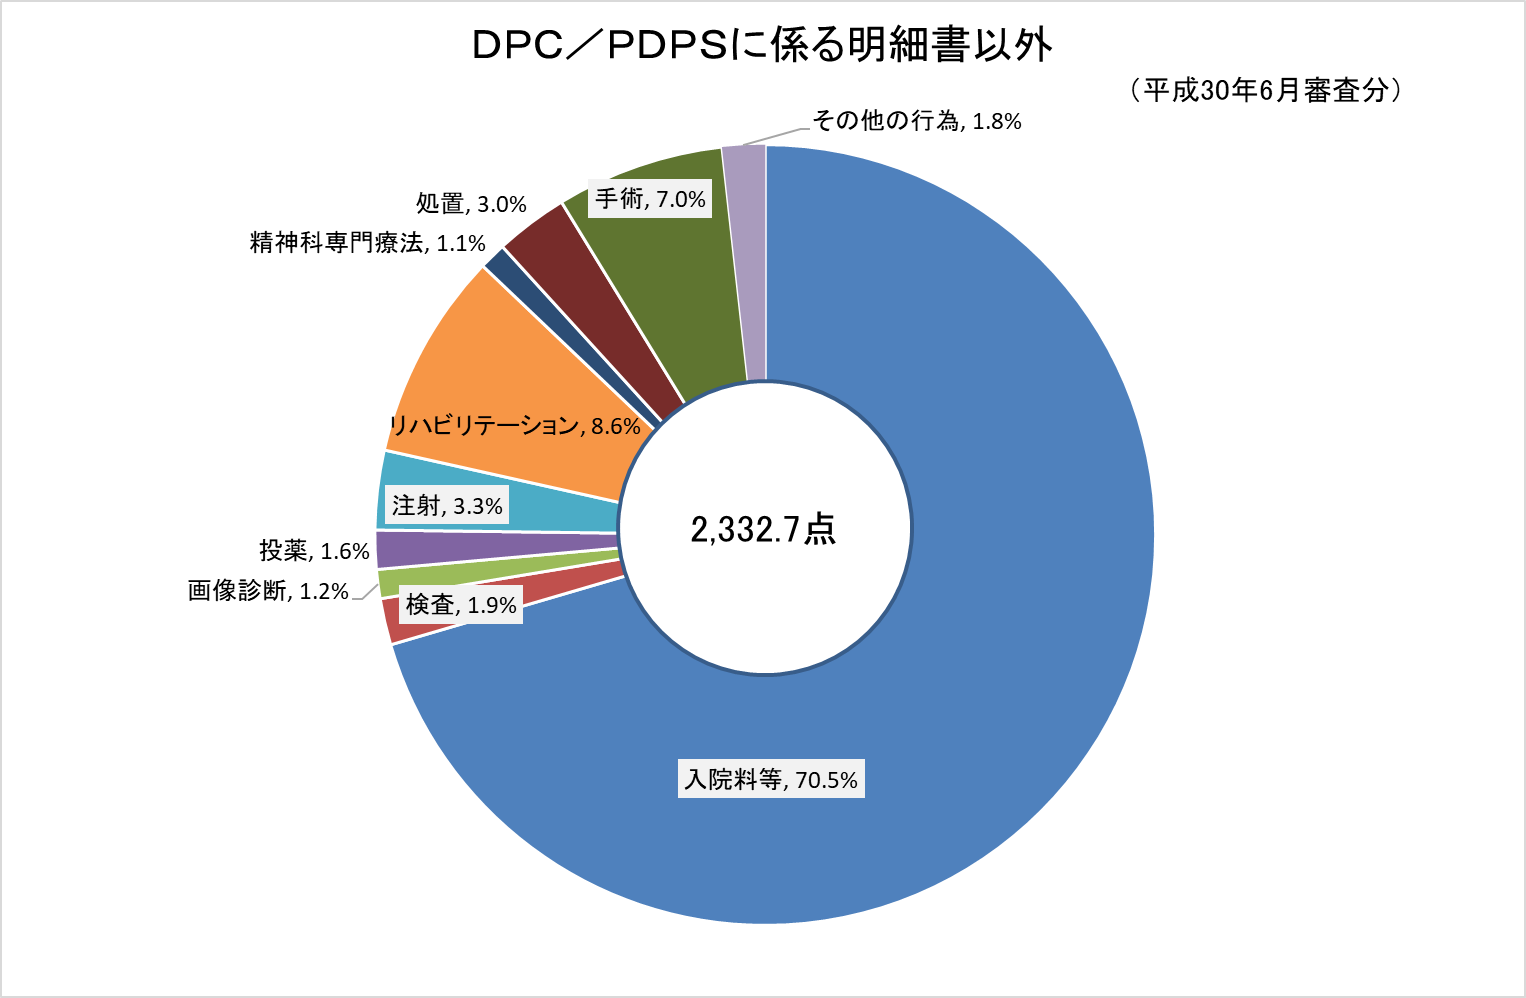 ＤＰＣ／ＰＤＰＳに係る明細書以外
（平成30年6月審査分）
その他の行為, 1.8%
手術, 7.0%
処置, 3.0%
精神科専門療法, 1.1%
リハビリテーション, 8.6%
注射, 3.3%
投薬, 1.6%
画像診断, 1.2%
検査, 1.9%
2,332.7点
入院料等, 70.5%